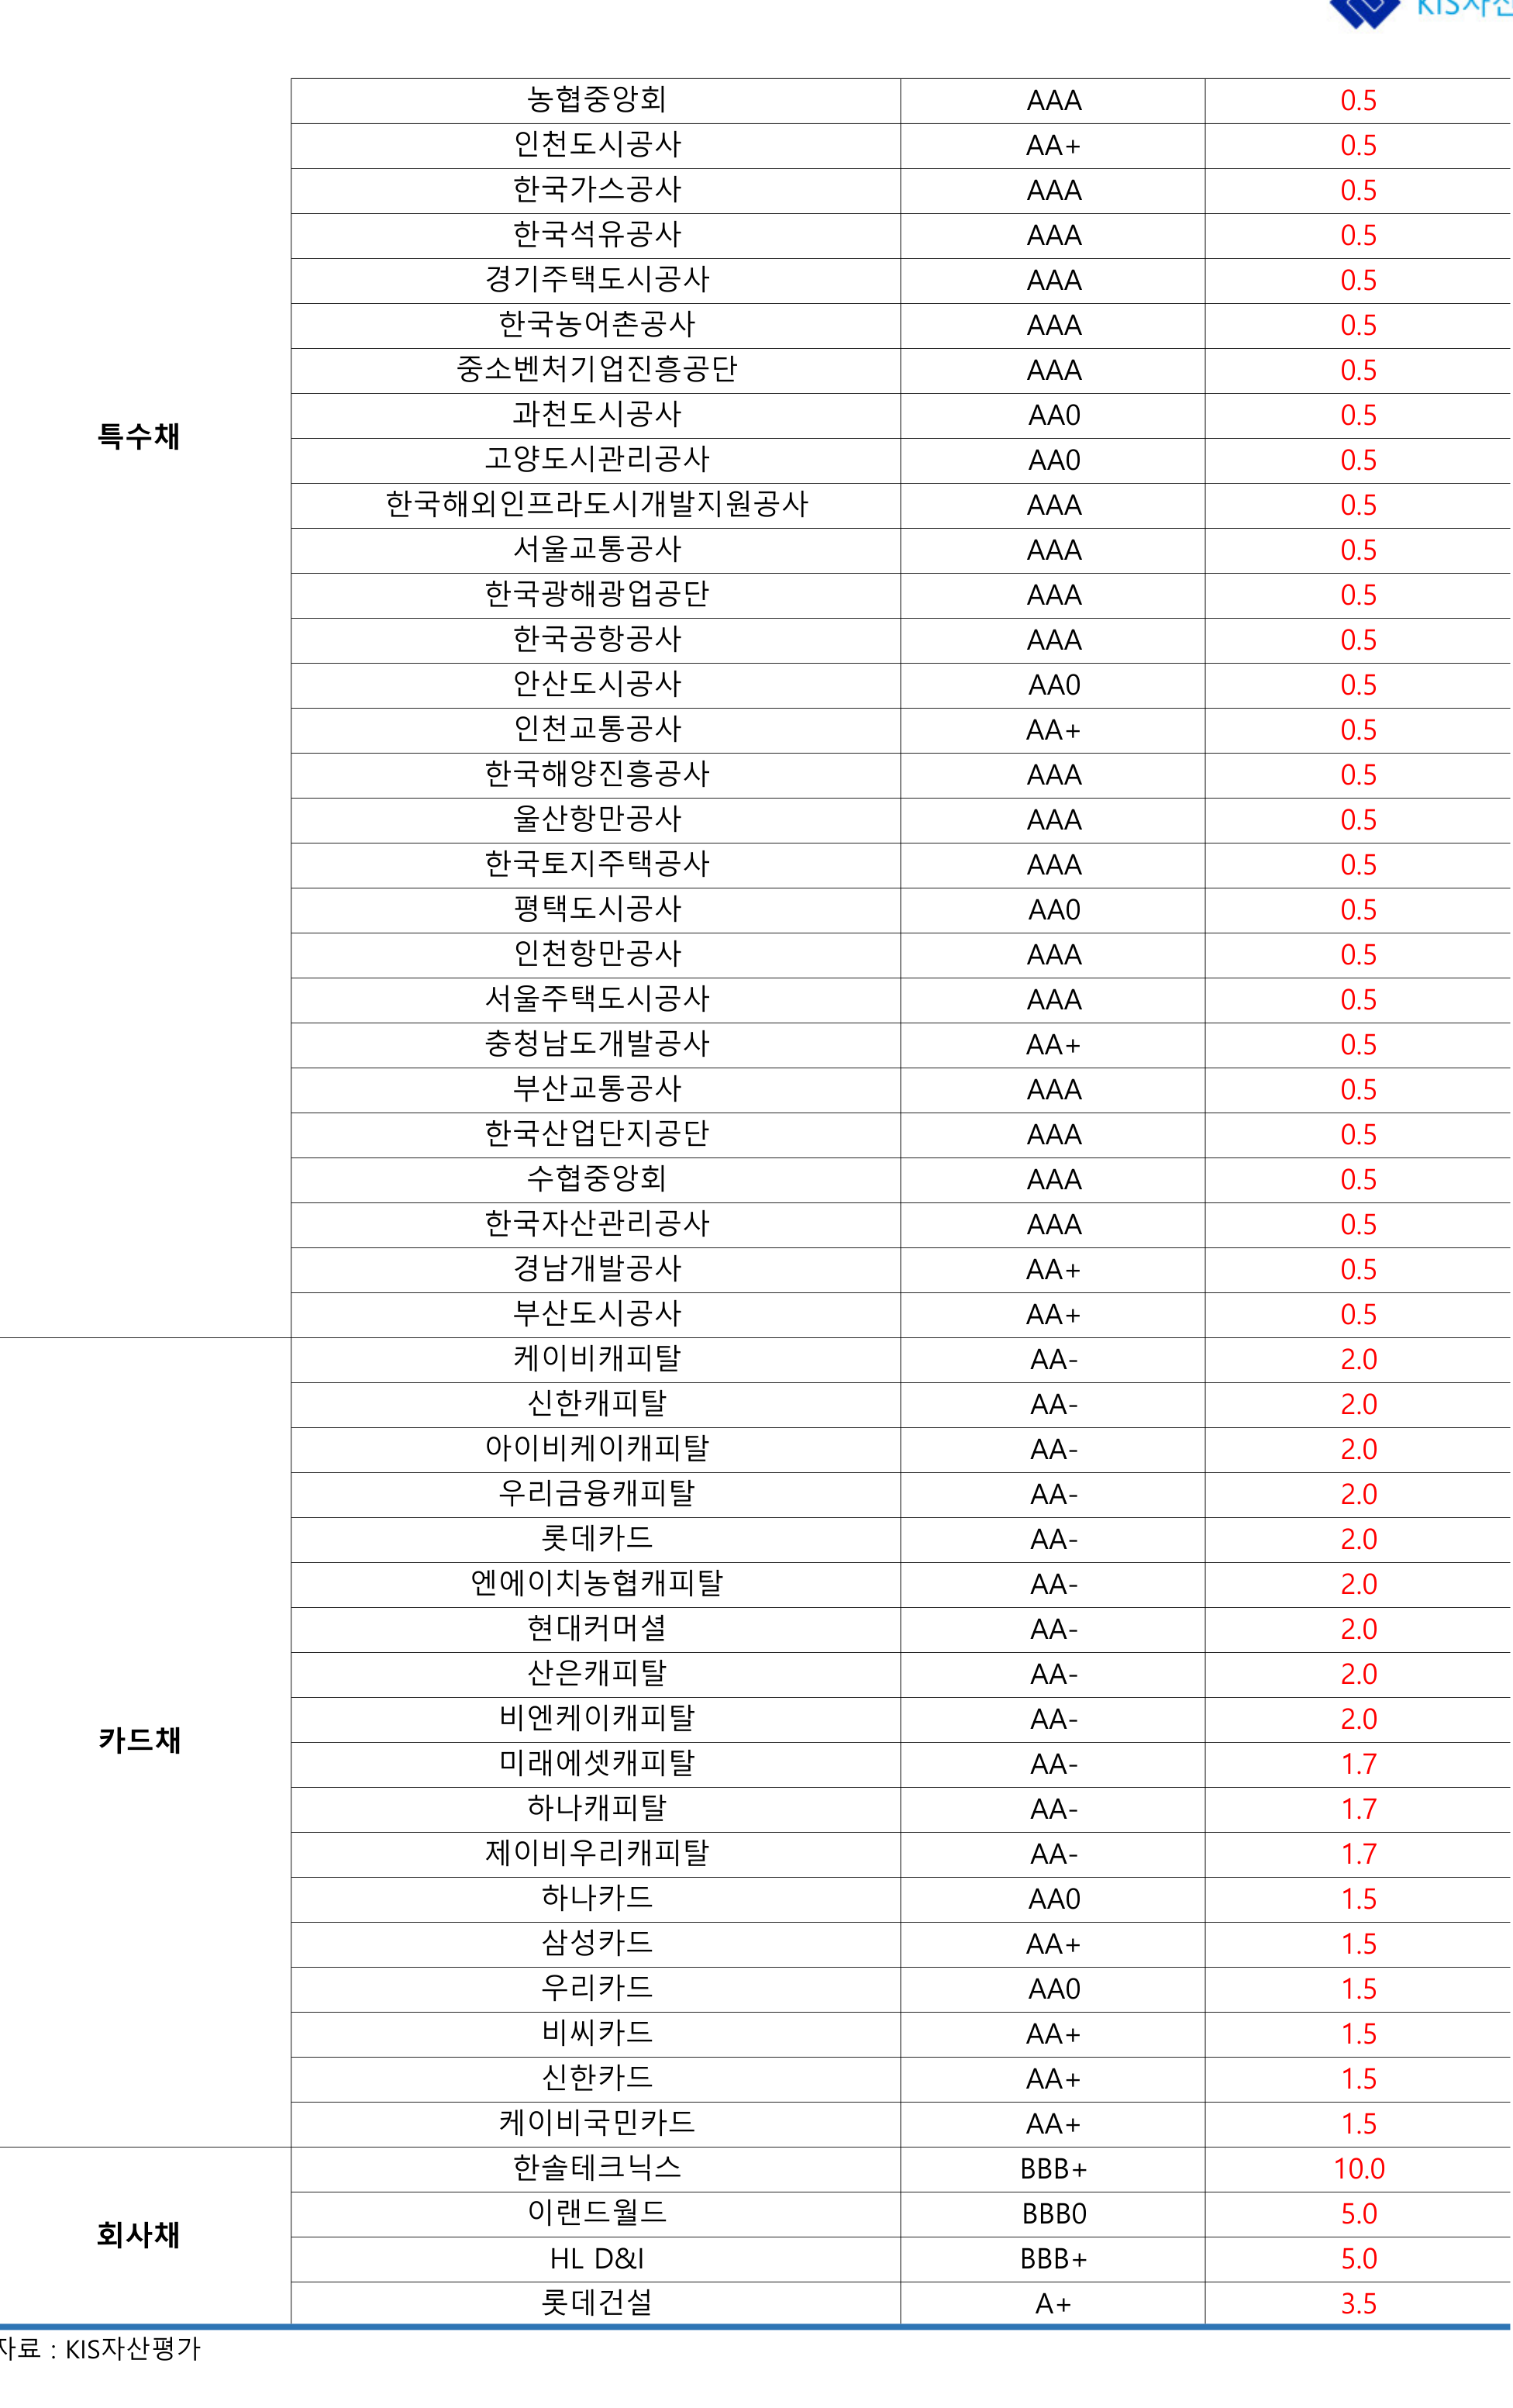 KIS자산
농협중앙회 AAA 0.5
인천도시공사 AA+ 0.5
한국가스공사 AAA 0.5
한국석유공사 AAA 0.5
경기주택도시공사 AAA 0.5
한국농어촌공사 AAA 0.5
중소벤처기업진흥공단 AAA 0.5
과천도시공사 AA0 0.5
특수채
고양도시관리공사 AA0 0.5
한국해외인프라도시개발지원공사 AAA 0.5
서울교통공사 AAA 0.5
한국광해광업공단 AAA 0.5
한국공항공사 AAA 0.5
안산도시공사 AA0 0.5
인천교통공사 AA+ 0.5
한국해양진흥공사 AAA 0.5
울산항만공사 AAA 0.5
한국토지주택공사 AAA 0.5
평택도시공사 AA0 0.5
인천항만공사 AAA 0.5
서울주택도시공사 AAA 0.5
충청남도개발공사 AA+ 0.5
부산교통공사 AAA 0.5
한국산업단지공단 AAA 0.5
수협중앙회 AAA 0.5
한국자산관리공사 AAA 0.5
경남개발공사 AA+ 0.5
부산도시공사 AA+ 0.5
케이비캐피탈 AA- 2.0
신한캐피탈 AA- 2.0
아이비케이캐피탈 AA- 2.0
우리금융캐피탈 AA- 2.0
롯데카드 AA- 2.0
엔에이치농협캐피탈 AA- 2.0
현대커머셜 AA- 2.0
산은캐피탈 AA- 2.0
비엔케이캐피탈 AA- 2.0
카드채
미래에셋캐피탈 AA- 1.7
하나캐피탈 AA- 1.7
제이비우리캐피탈 AA- 1.7
하나카드 AA0 1.5
삼성카드 AA+ 1.5
우리카드 AA0 1.5
비씨카드 AA+ 1.5
신한카드 AA+ 1.5
케이비국민카드 AA+ 1.5
한솔테크닉스 BBB+ 10.0
이랜드월드 BBB0 5.0
회사채
HL D&I BBB+ 5.0
롯데건설 A+ 3.5
자료 : KIS자산평가